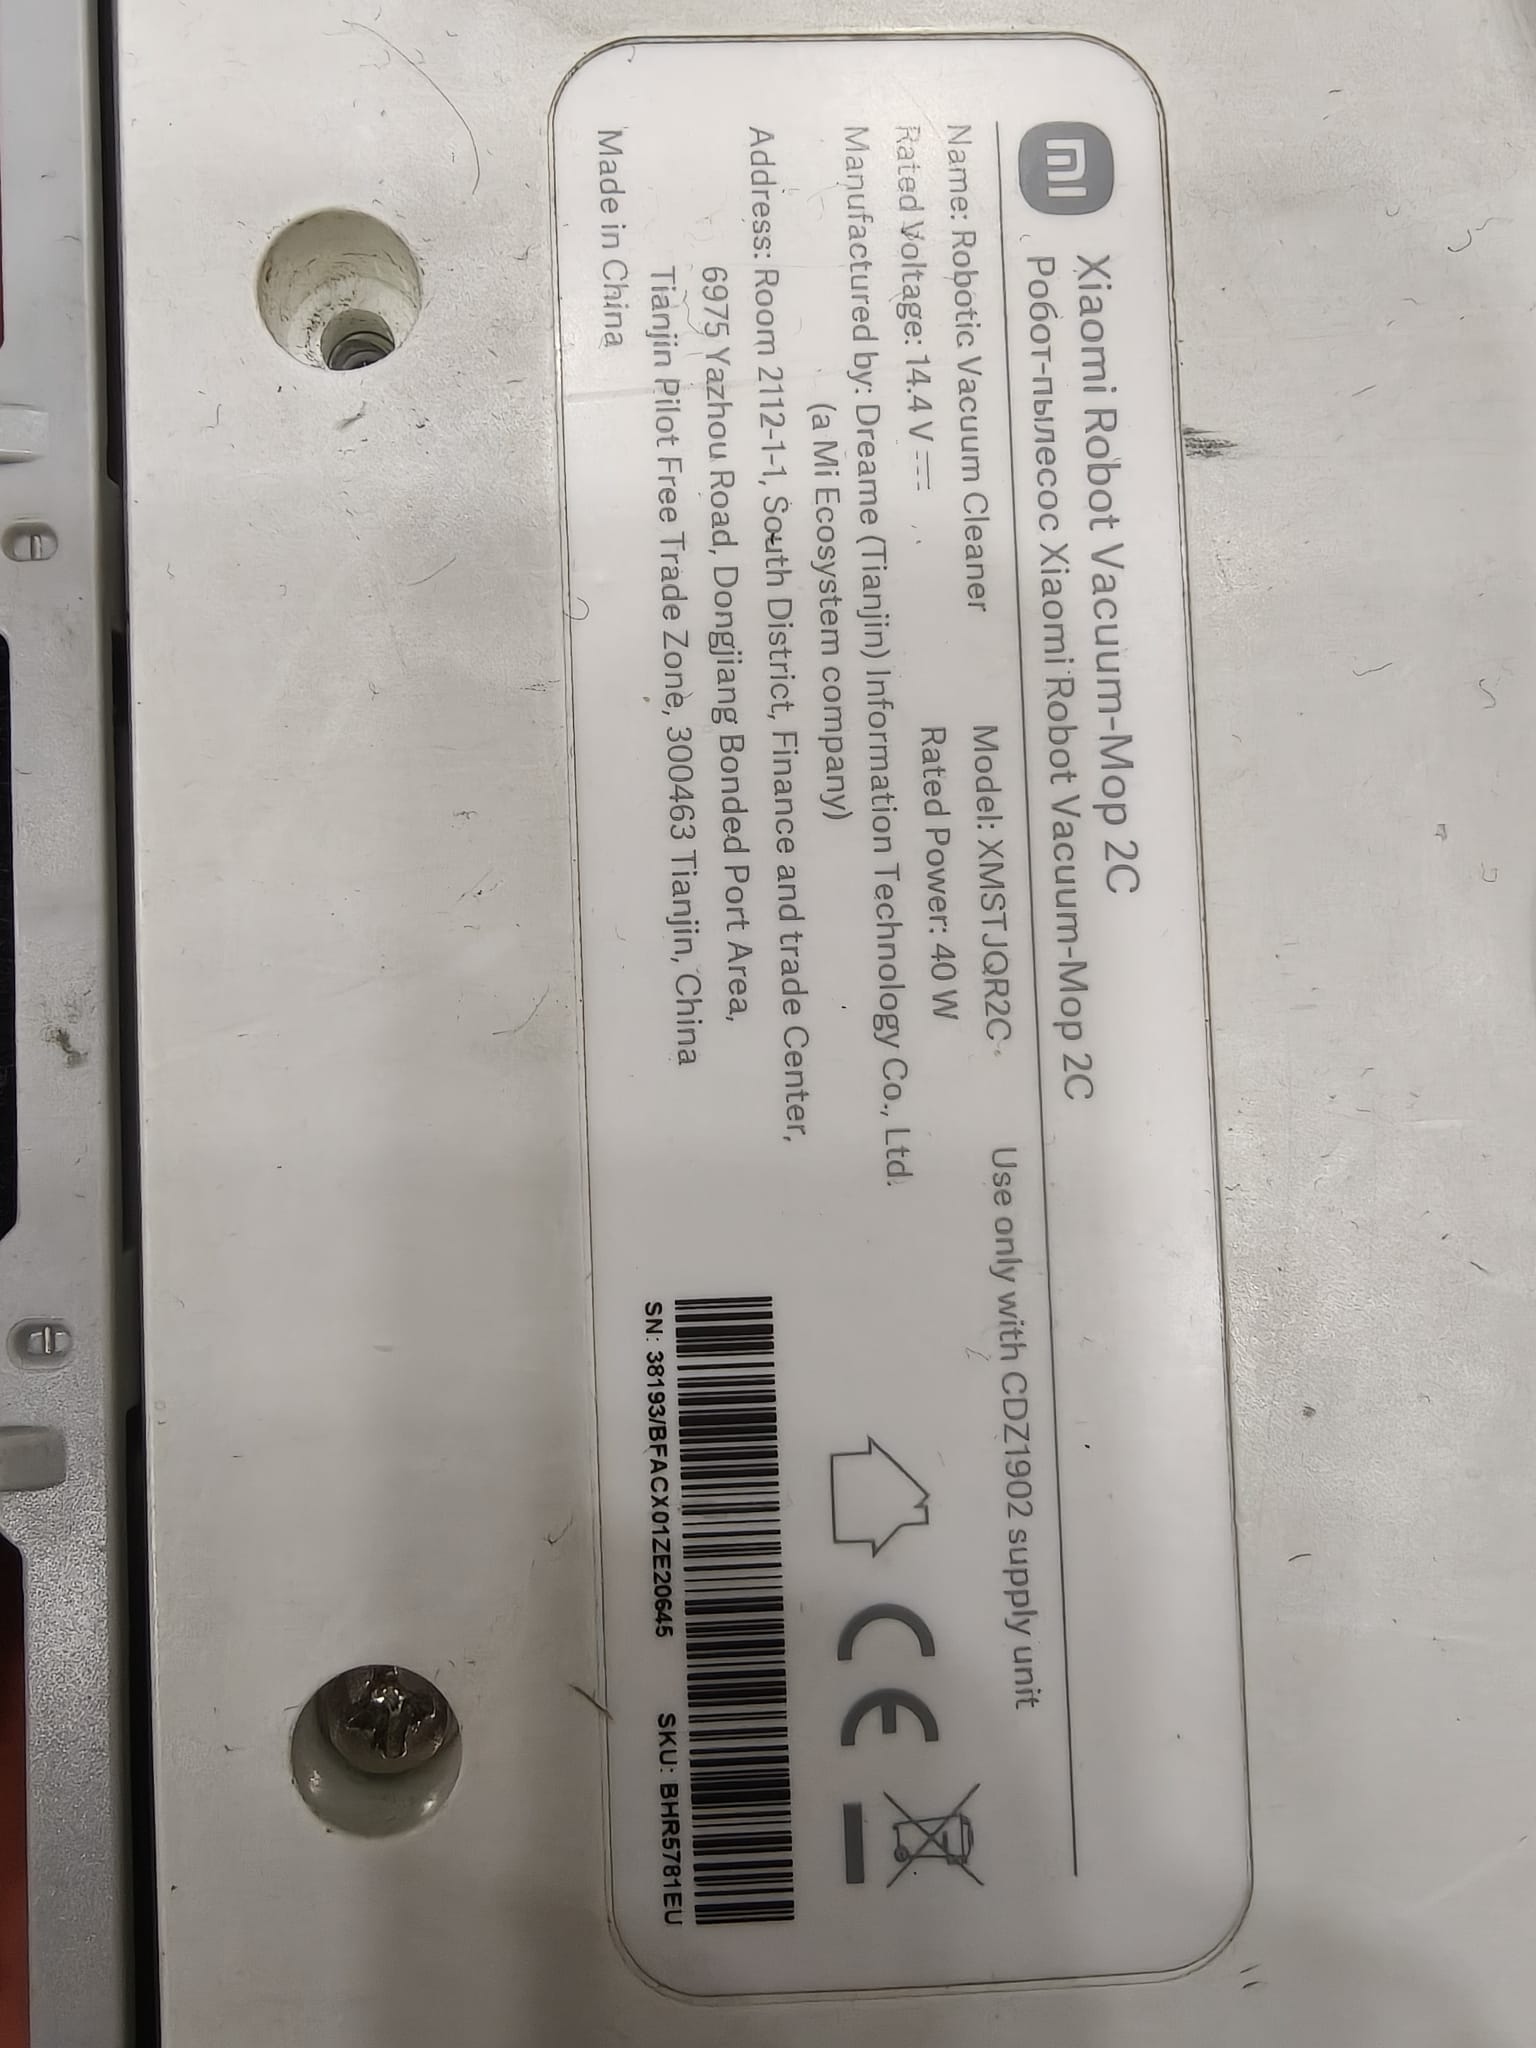 mi
Xiaomi Robot Vacuum-Mop 2C
Робот-пылесос Xiaomi Robot Vacuum-Mop 2C
Name: Robotic Vacuum Cleaner Model: XMSTJQR2C Use only with CDZ1902 supply unit
Rated Voltage: 14.4 V ⎓ Rated Power: 40 W
Manufactured by: Dreame (Tianjin) Information Technology Co., Ltd.
(a Mi Ecosystem company)
Address: Room 2112-1-1, South District, Finance and trade Center,
6975 Yazhou Road, Dongjiang Bonded Port Area,
Tianjin Pilot Free Trade Zone, 300463 Tianjin, China
Made in China
CE
SN: 38193/BFACX01ZE20645 SKU: BHR5781EU